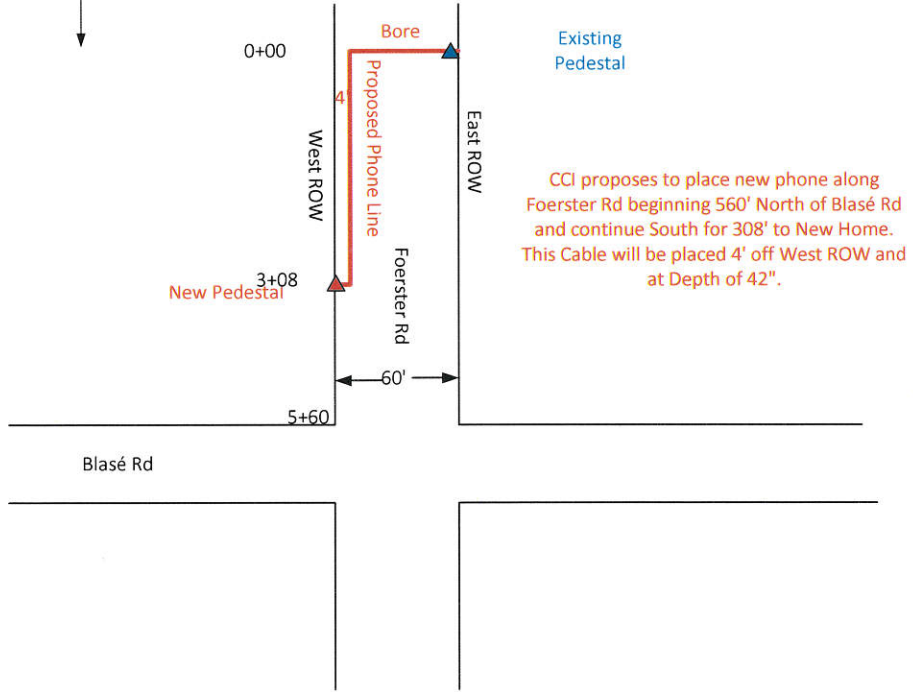 Bore
0+00
Existing
Pedestal
4'
Proposed Phone Line
West ROW
East ROW
CCI proposes to place new phone along
Foerster Rd beginning 560' North of Blasé Rd
and continue South for 308' to New Home.
This Cable will be placed 4' off West ROW and
at Depth of 42".
Foerster Rd
3+08
New Pedestal
60'
5+60
Blasé Rd